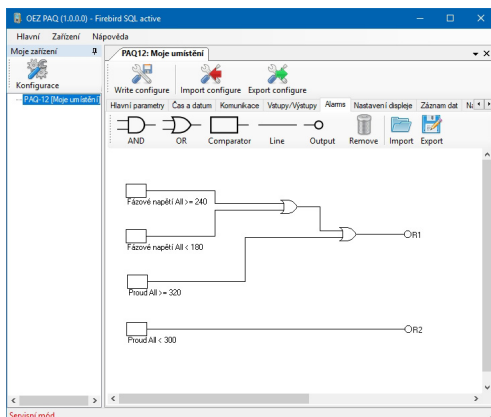 OEZ PAQ (1.0.0.0) - Firebird SQL active
Hlavní Zařízení Nápověda
Moje zařízení
PAQ12: Moje umístění
Konfigurace
Write configure Import configure Export configure
PAQ-12 [Moje umístění]
Hlavní parametry Čas a datum Komunikace Vstupy/Výstupy Alarms Nastavení displeje Záznam dat
AND OR Comparator Line Output Remove Import Export
Fázové napětí All >= 240
R1
Fázové napětí All < 180
Proud All >= 320
R2
Proud All < 300
Servisní mód